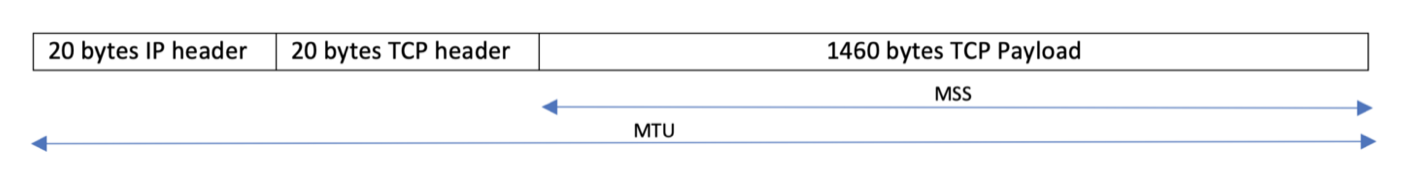 20 bytes IP header 20 bytes TCP header 1460 bytes TCP Payload
MSS
MTU